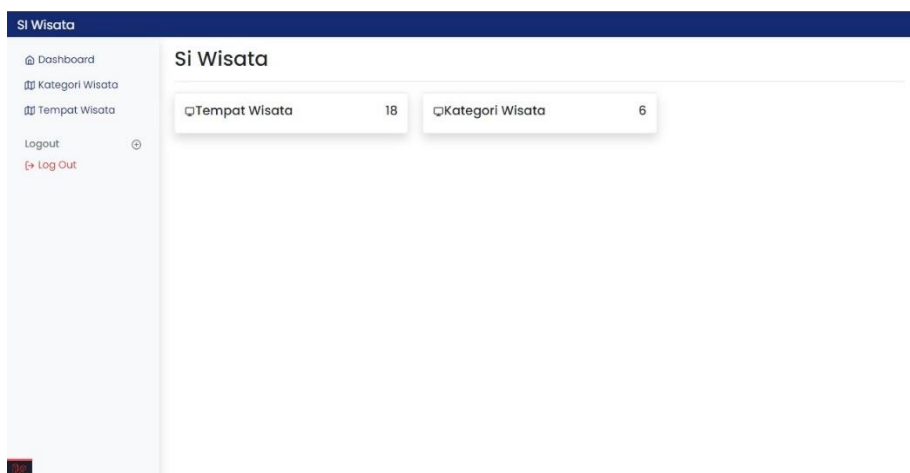 SI Wisata
Dashboard
Kategori Wisata
Tempat Wisata
Logout
Log Out
Si Wisata
Tempat Wisata 18
Kategori Wisata 6